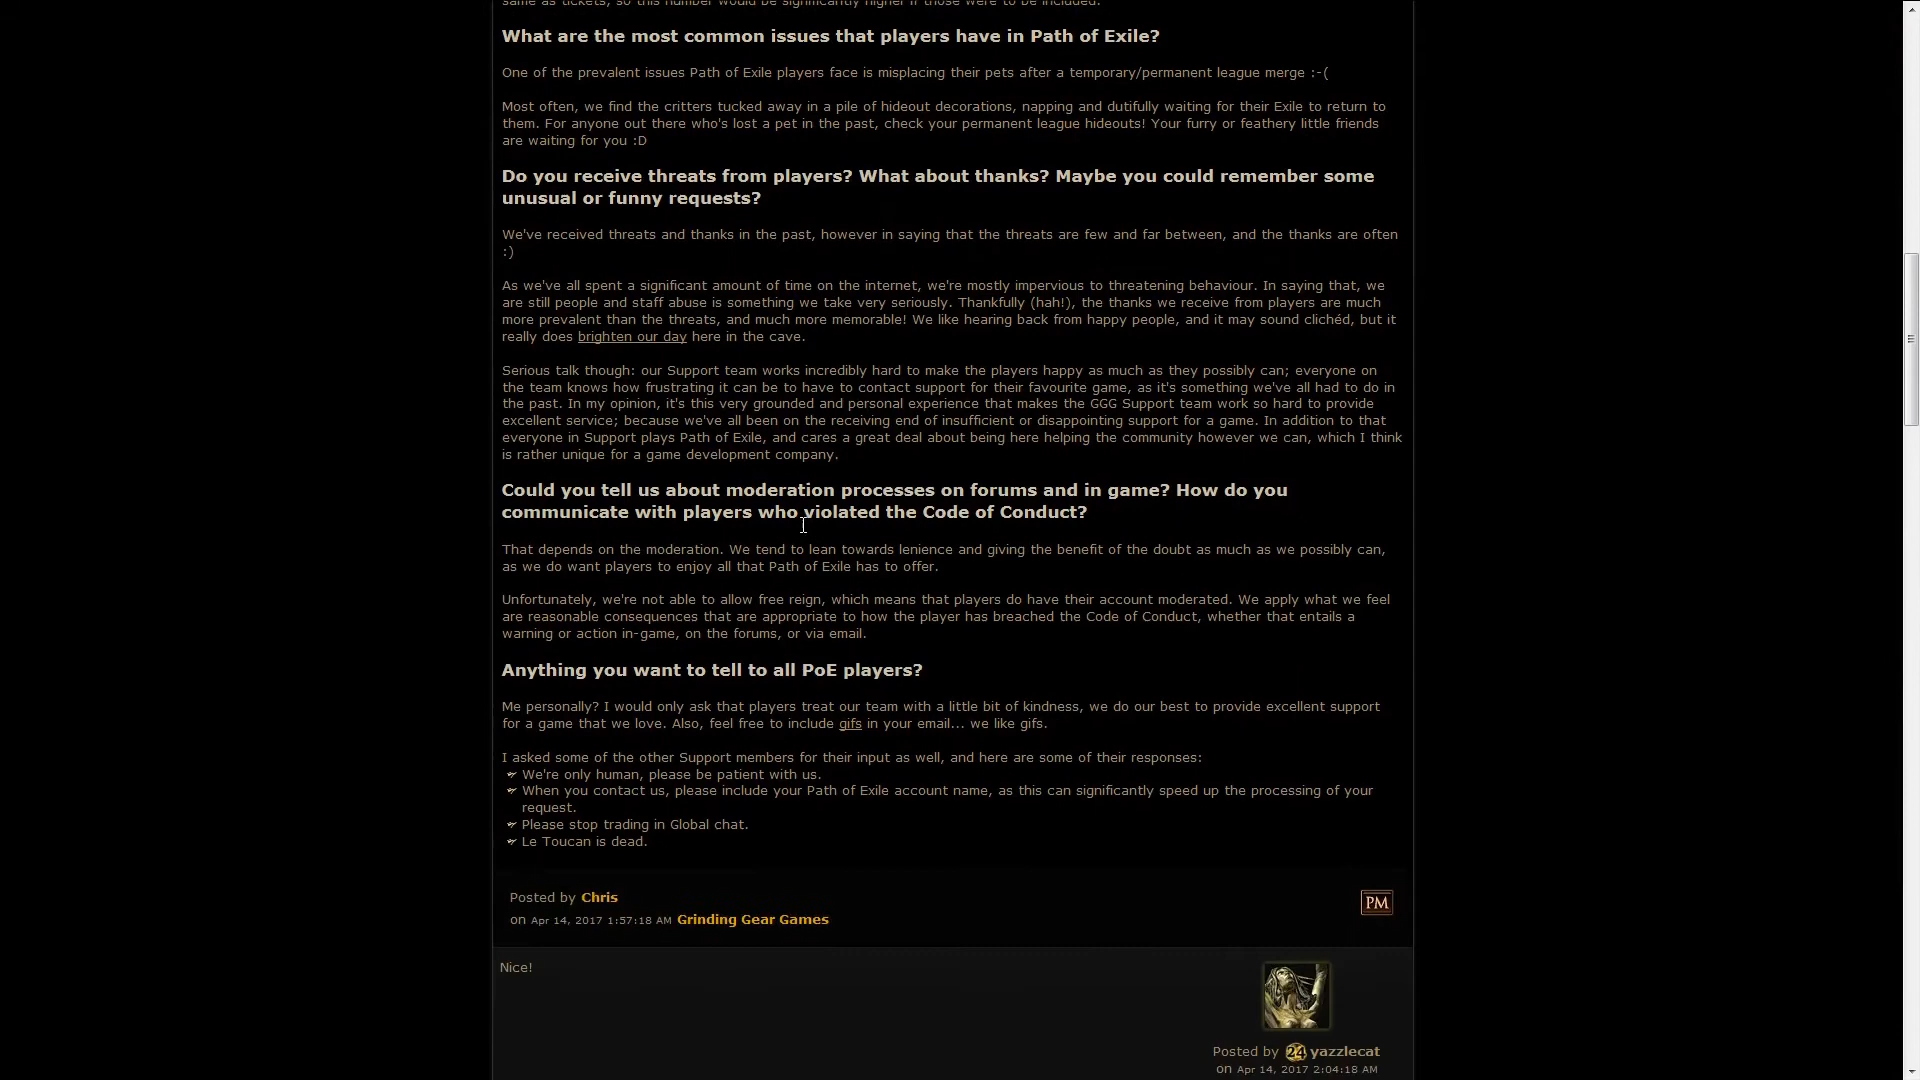 same as tickets, so this number would be significantly higher if those were to be included.
What are the most common issues that players have in Path of Exile?
One of the prevalent issues Path of Exile players face is misplacing their pets after a temporary/permanent league merge :-(
Most often, we find the critters tucked away in a pile of hideout decorations, napping and dutifully waiting for their Exile to return to
them. For anyone out there who's lost a pet in the past, check your permanent league hideouts! Your furry or feathery little friends
are waiting for you :D
Do you receive threats from players? What about thanks? Maybe you could remember some
unusual or funny requests?
We've received threats and thanks in the past, however in saying that the threats are few and far between, and the thanks are often
:)
As we've all spent a significant amount of time on the internet, we're mostly impervious to threatening behaviour. In saying that, we
are still people and staff abuse is something we take very seriously. Thankfully (hah!), the thanks we receive from players are much
more prevalent than the threats, and much more memorable! We like hearing back from happy people, and it may sound clichéd, but it
really does brighten our day here in the cave.
Serious talk though: our Support team works incredibly hard to make the players happy as much as they possibly can; everyone on
the team knows how frustrating it can be to have to contact support for their favourite game, as it's something we've all had to do in
the past. In my opinion, it's this very grounded and personal experience that makes the GGG Support team work so hard to provide
excellent service; because we've all been on the receiving end of insufficient or disappointing support for a game. In addition to that
everyone in Support plays Path of Exile, and cares a great deal about being here helping the community however we can, which I think
is rather unique for a game development company.
Could you tell us about moderation processes on forums and in game? How do you
communicate with players who violated the Code of Conduct?
That depends on the moderation. We tend to lean towards lenience and giving the benefit of the doubt as much as we possibly can,
as we do want players to enjoy all that Path of Exile has to offer.
Unfortunately, we're not able to allow free reign, which means that players do have their account moderated. We apply what we feel
are reasonable consequences that are appropriate to how the player has breached the Code of Conduct, whether that entails a
warning or action in-game, on the forums, or via email.
Anything you want to tell to all PoE players?
Me personally? I would only ask that players treat our team with a little bit of kindness, we do our best to provide excellent support
for a game that we love. Also, feel free to include gifs in your email... we like gifs.
I asked some of the other Support members for their input as well, and here are some of their responses:
We're only human, please be patient with us.
When you contact us, please include your Path of Exile account name, as this can significantly speed up the processing of your
request.
Please stop trading in Global chat.
Le Toucan is dead.
Posted by Chris
on Apr 14, 2017 1:57:18 AM Grinding Gear Games
PM
Nice!
Posted by 24 yazzlecat
on Apr 14, 2017 2:04:18 AM